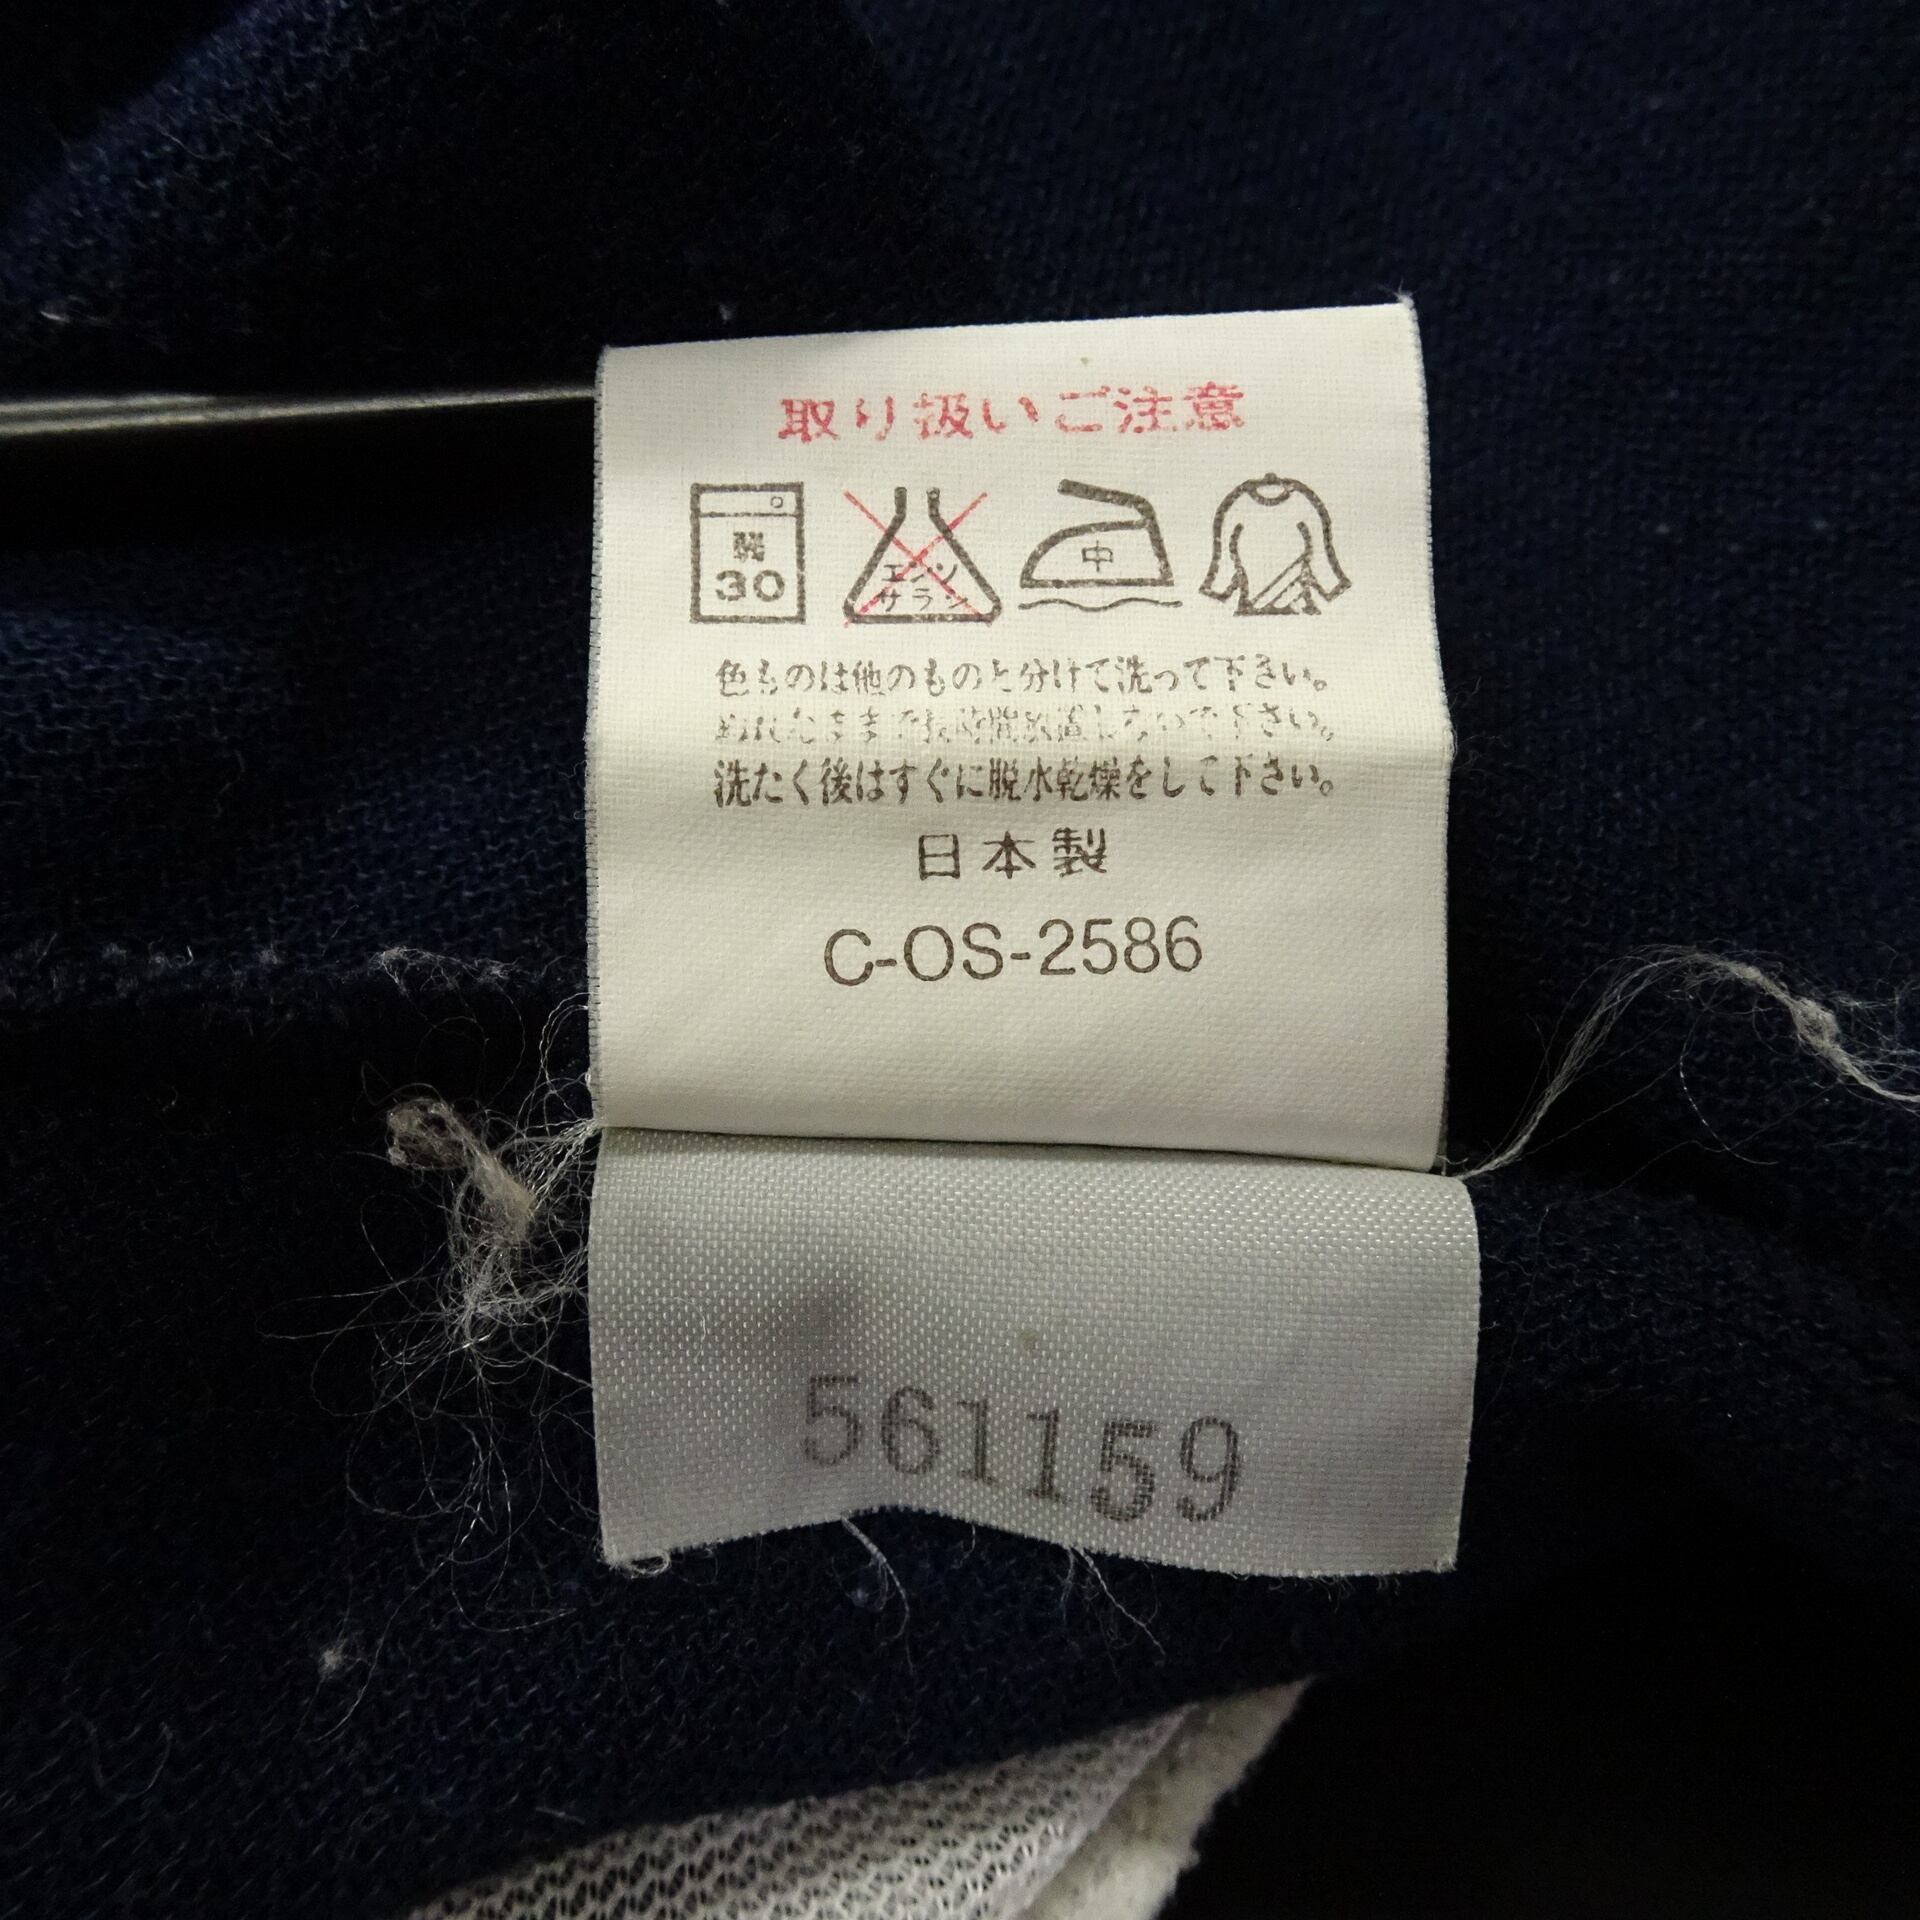 取り扱いご注意
弱 30
エンソ サラシ
中
色ものは他のものと分けて洗って下さい。
ぬれたままで長時間放置しないで下さい。
洗たく後はすぐに脱水乾燥をして下さい。
日本製
C-OS-2586
561159